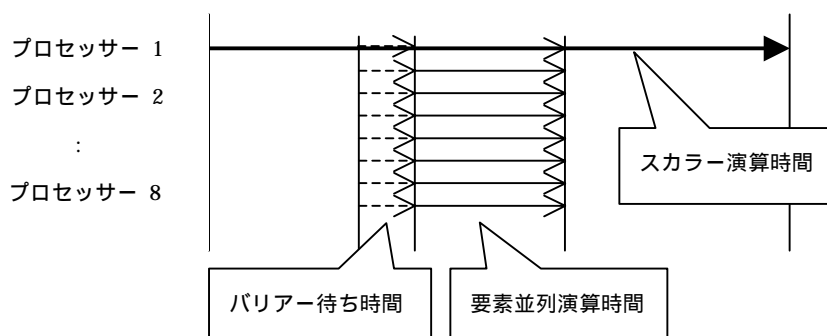 プロセッサー 1
プロセッサー 2
:
プロセッサー 8
スカラー演算時間
バリアー待ち時間
要素並列演算時間